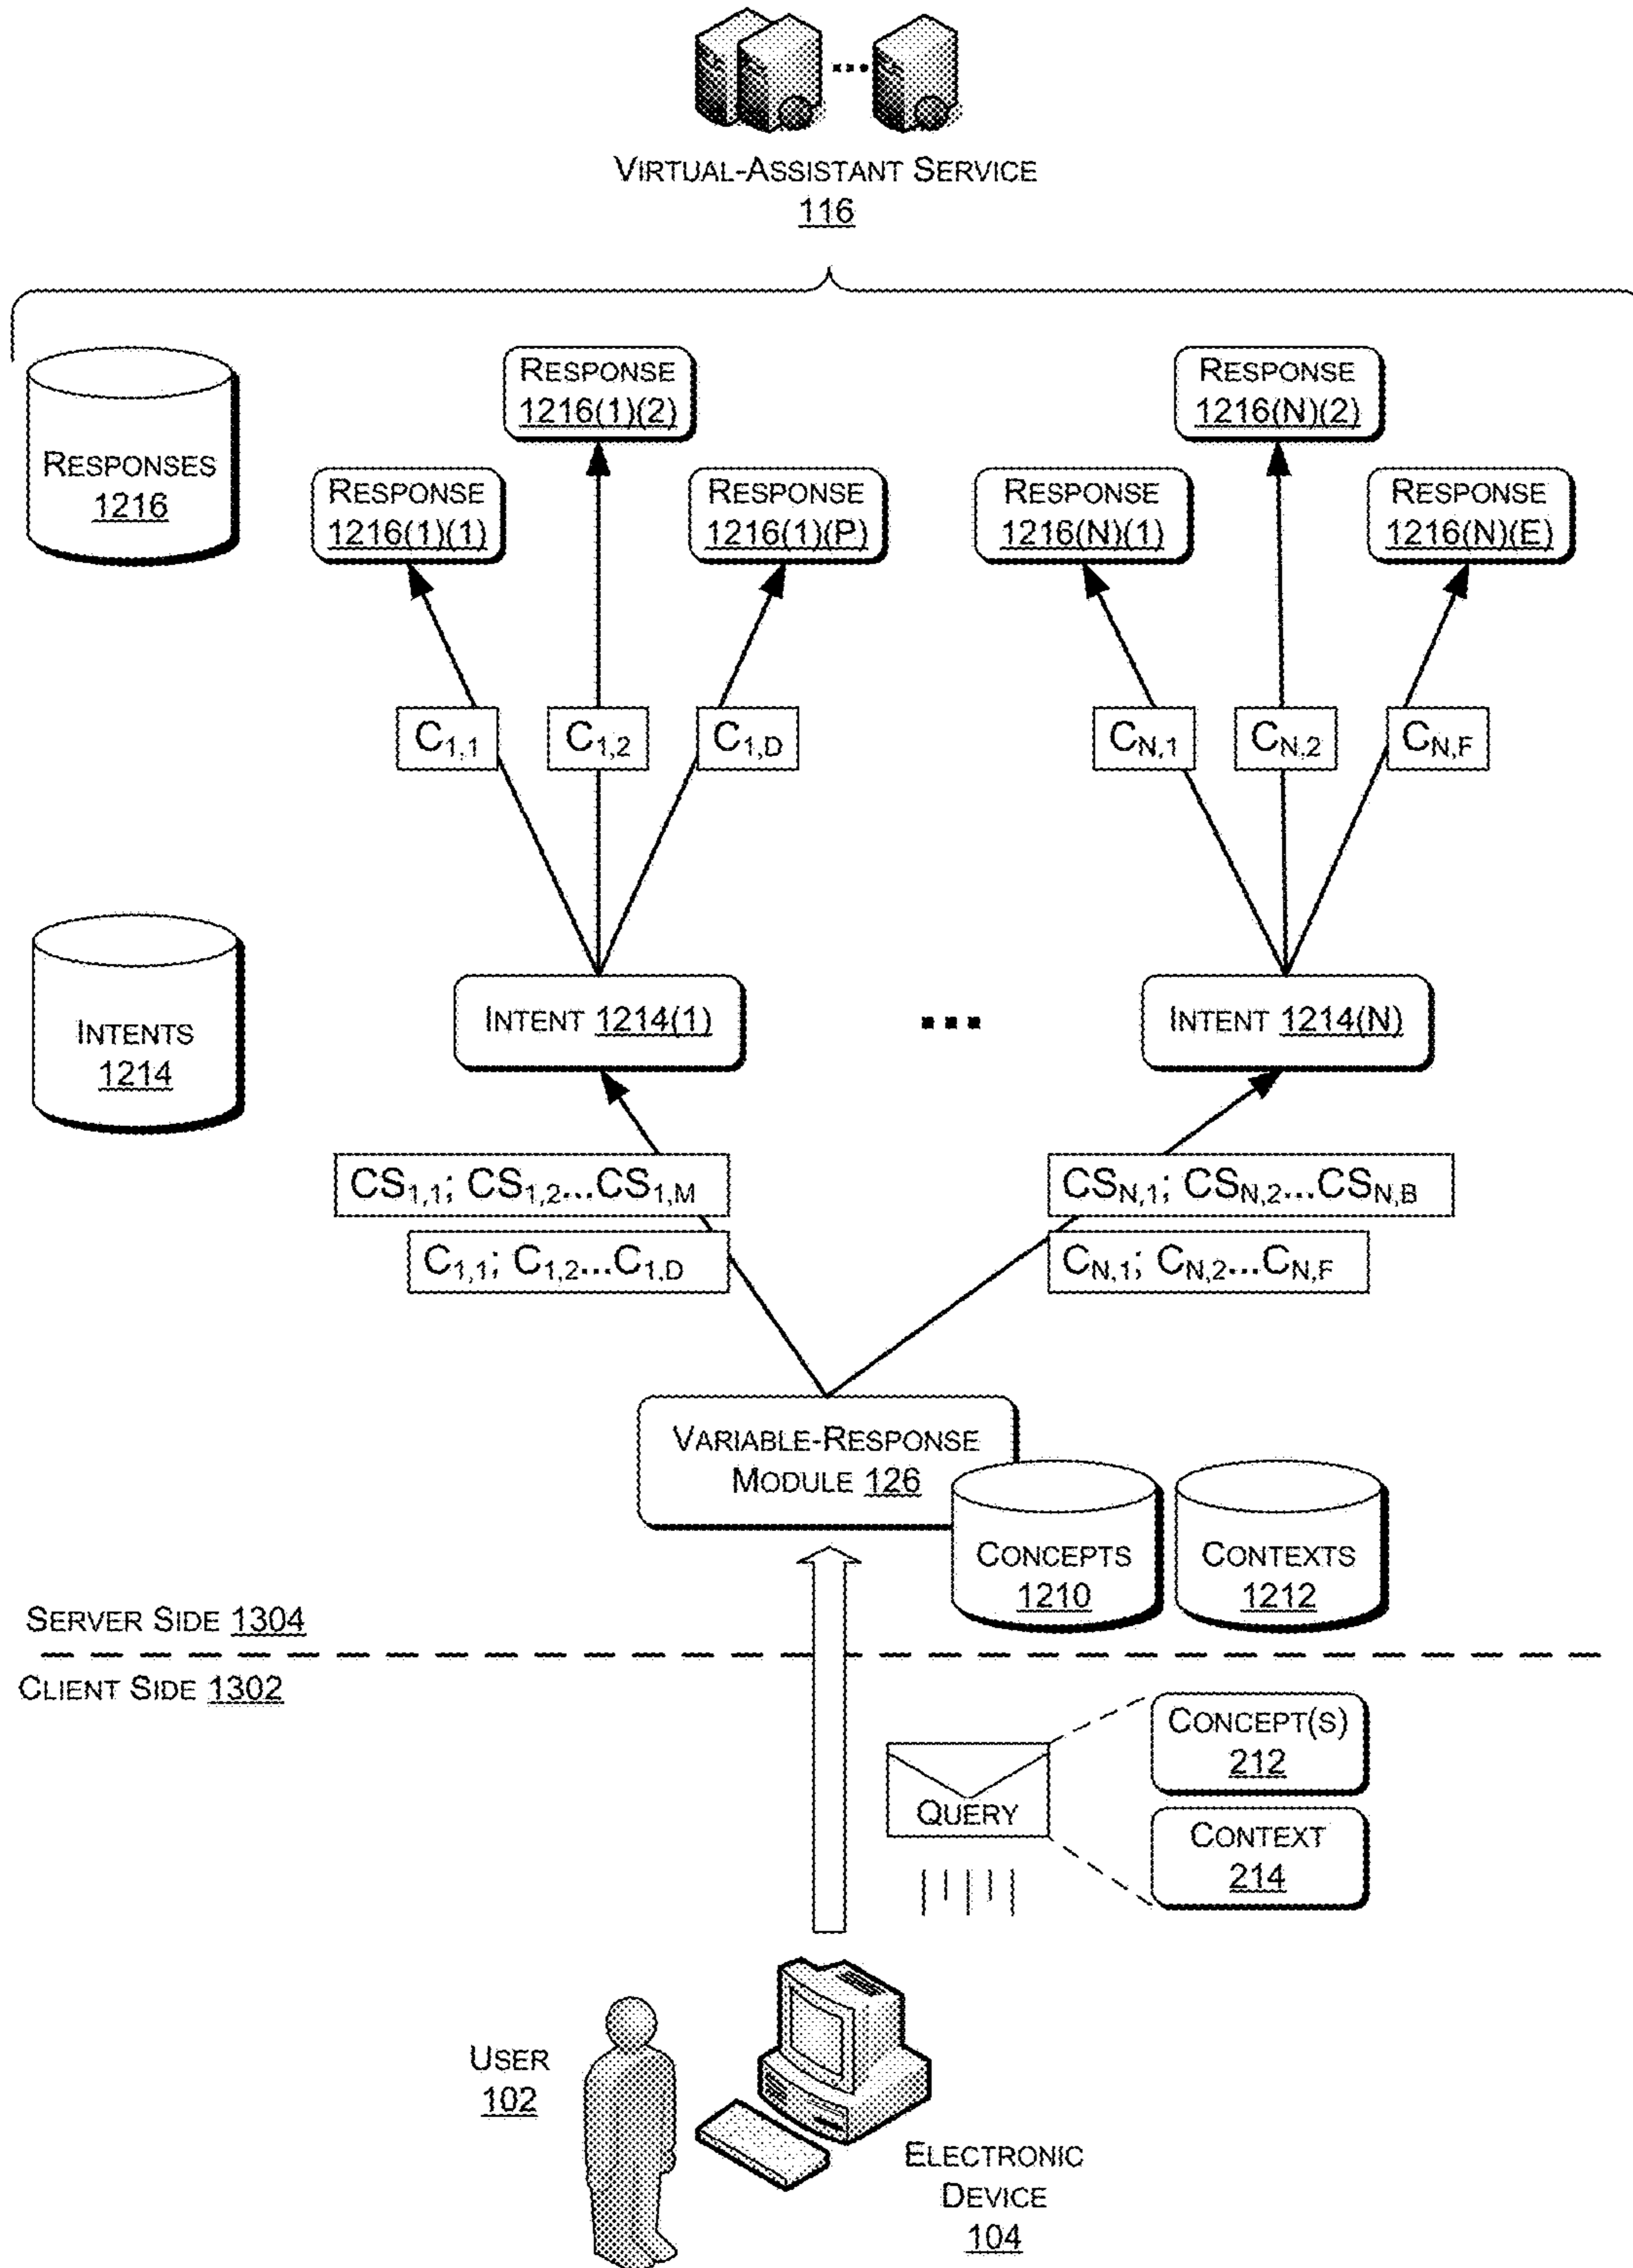 VIRTUAL-ASSISTANT SERVICE
116
RESPONSES
1216
RESPONSE
1216(1)(1)
RESPONSE
1216(1)(2)
RESPONSE
1216(1)(P)
RESPONSE
1216(N)(1)
RESPONSE
1216(N)(2)
RESPONSE
1216(N)(E)
C1,1
C1,2
C1,D
CN,1
CN,2
CN,F
INTENTS
1214
INTENT 1214(1)
...
INTENT 1214(N)
CS1,1; CS1,2...CS1,M
C1,1; C1,2...C1,D
CSN,1; CSN,2...CSN,B
CN,1; CN,2...CN,F
VARIABLE-RESPONSE
MODULE 126
CONCEPTS
1210
CONTEXTS
1212
SERVER SIDE 1304
CLIENT SIDE 1302
QUERY
CONCEPT(S)
212
CONTEXT
214
USER
102
ELECTRONIC
DEVICE
104